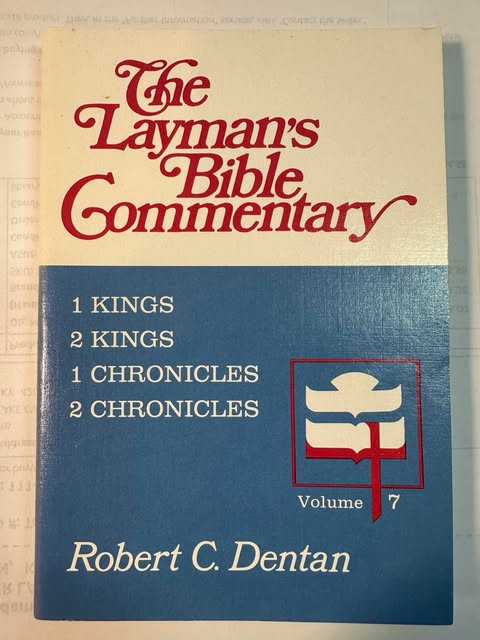 The
Layman's
Bible
Commentary
1 KINGS
2 KINGS
1 CHRONICLES
2 CHRONICLES
Volume 7
Robert C. Dentan